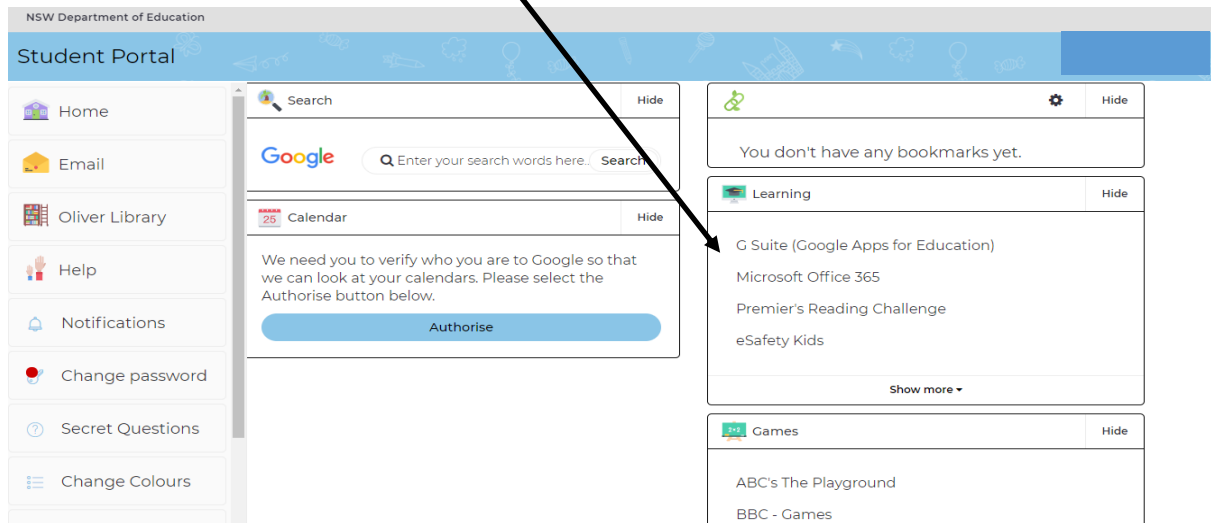 NSW Department of Education
Student Portal
Home
Email
Oliver Library
Help
Notifications
Change password
Secret Questions
Change Colours
Search
Hide
Google
Enter your search words here..
Search
25
Calendar
Hide
We need you to verify who you are to Google so that
we can look at your calendars. Please select the
Authorise button below.
Authorise
Hide
You don't have any bookmarks yet.
Learning
Hide
G Suite (Google Apps for Education)
Microsoft Office 365
Premier's Reading Challenge
eSafety Kids
Show more
Games
Hide
ABC's The Playground
BBC - Games